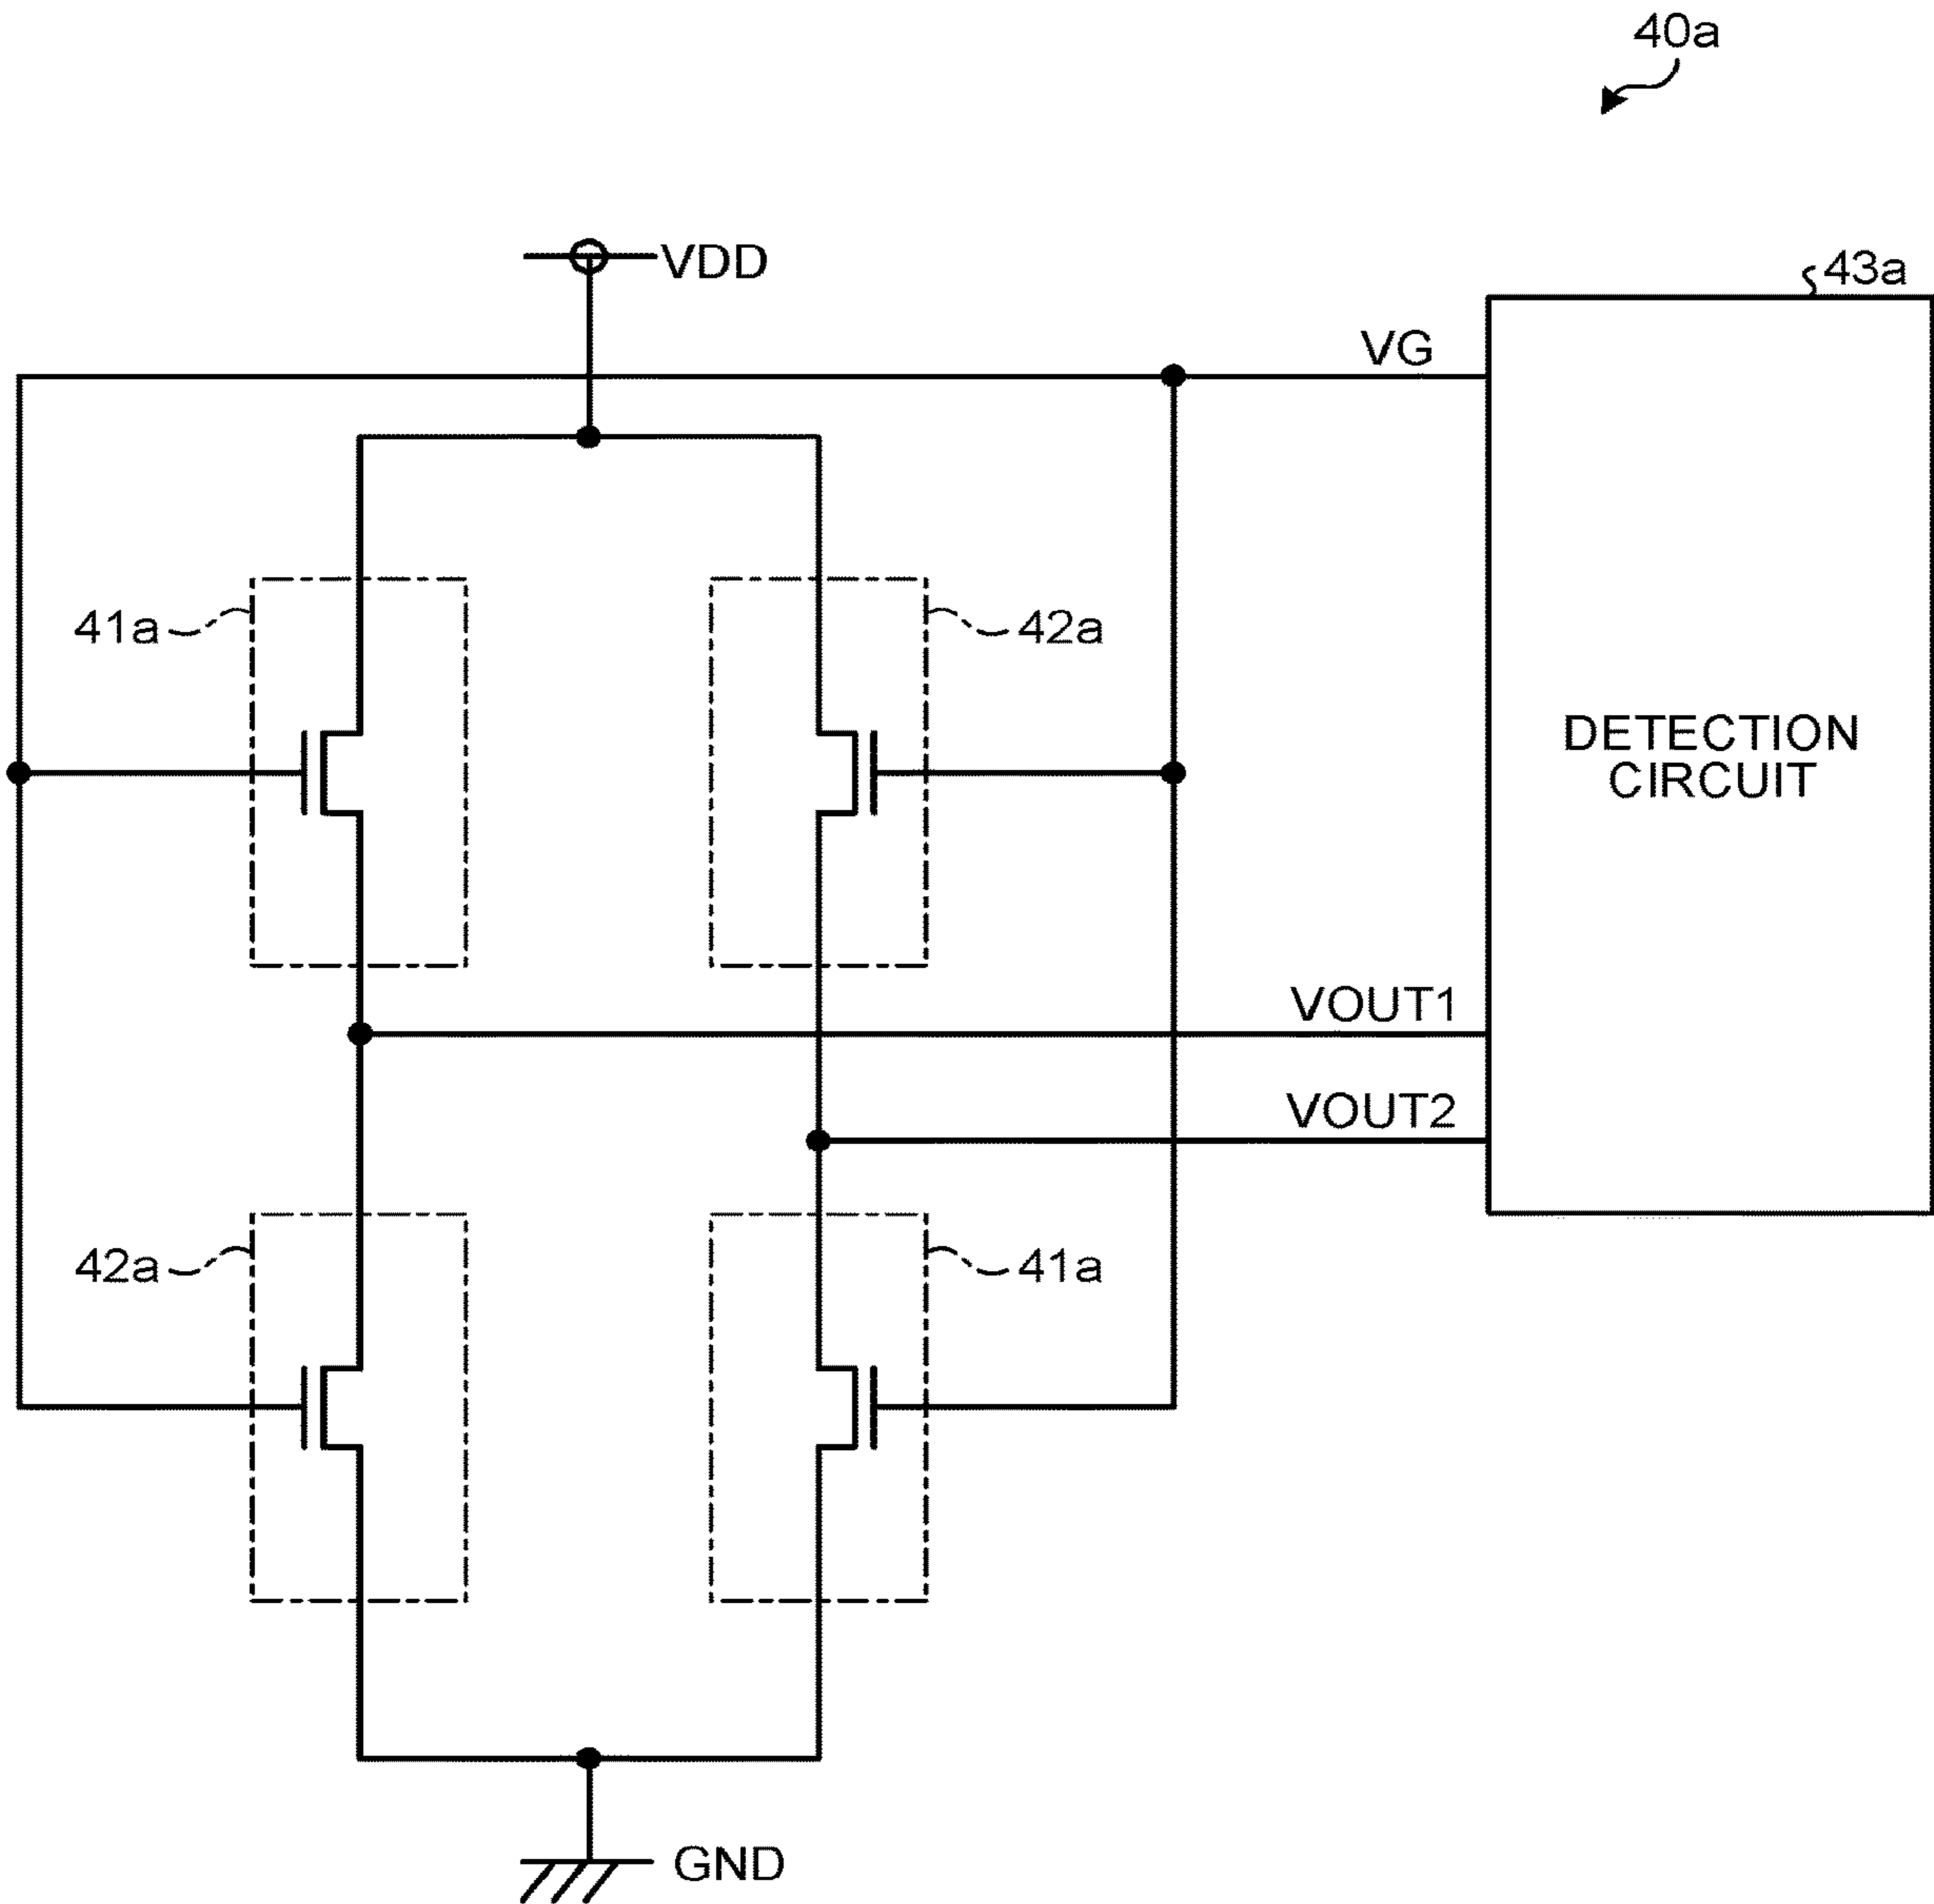 40a
VDD
43a
VG
41a
42a
DETECTION
CIRCUIT
VOUT1
VOUT2
42a
41a
GND